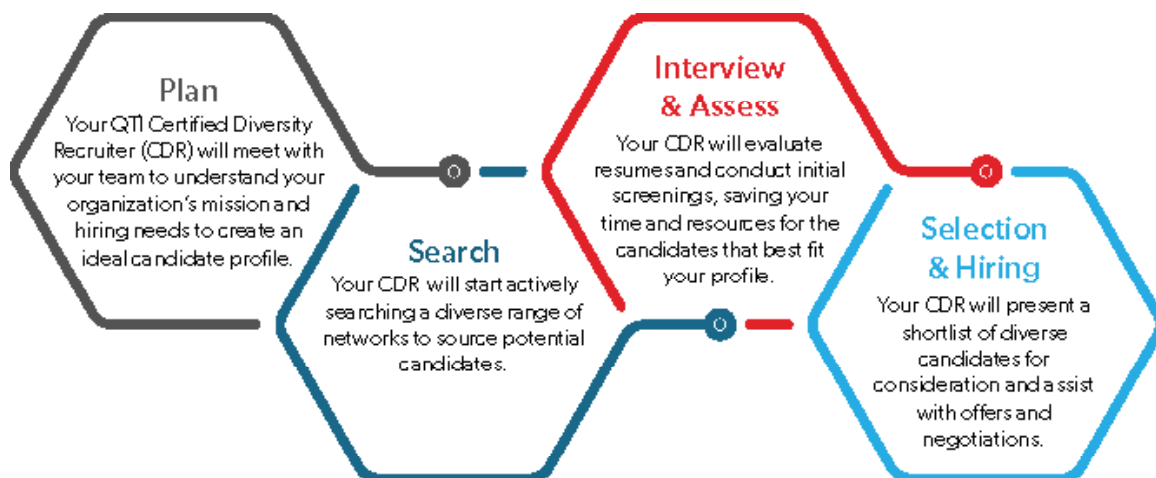 Plan
Your QTI Certified Diversity
Recruiter (CDR) will meet with
your team to understand your
organization's mission and
hiring needs to create an
ideal candidate profile.
Search
Your CDR will start actively
searching a diverse range of
networks to source potential
candidates.
Interview
& Assess
Your CDR will evaluate
resumes and conduct initial
screenings, saving your
time and resources for the
candidates that best fit
your profile.
Selection
& Hiring
Your CDR will present a
shortlist of diverse
candidates for
consideration and assist
with offers and
negotiations.